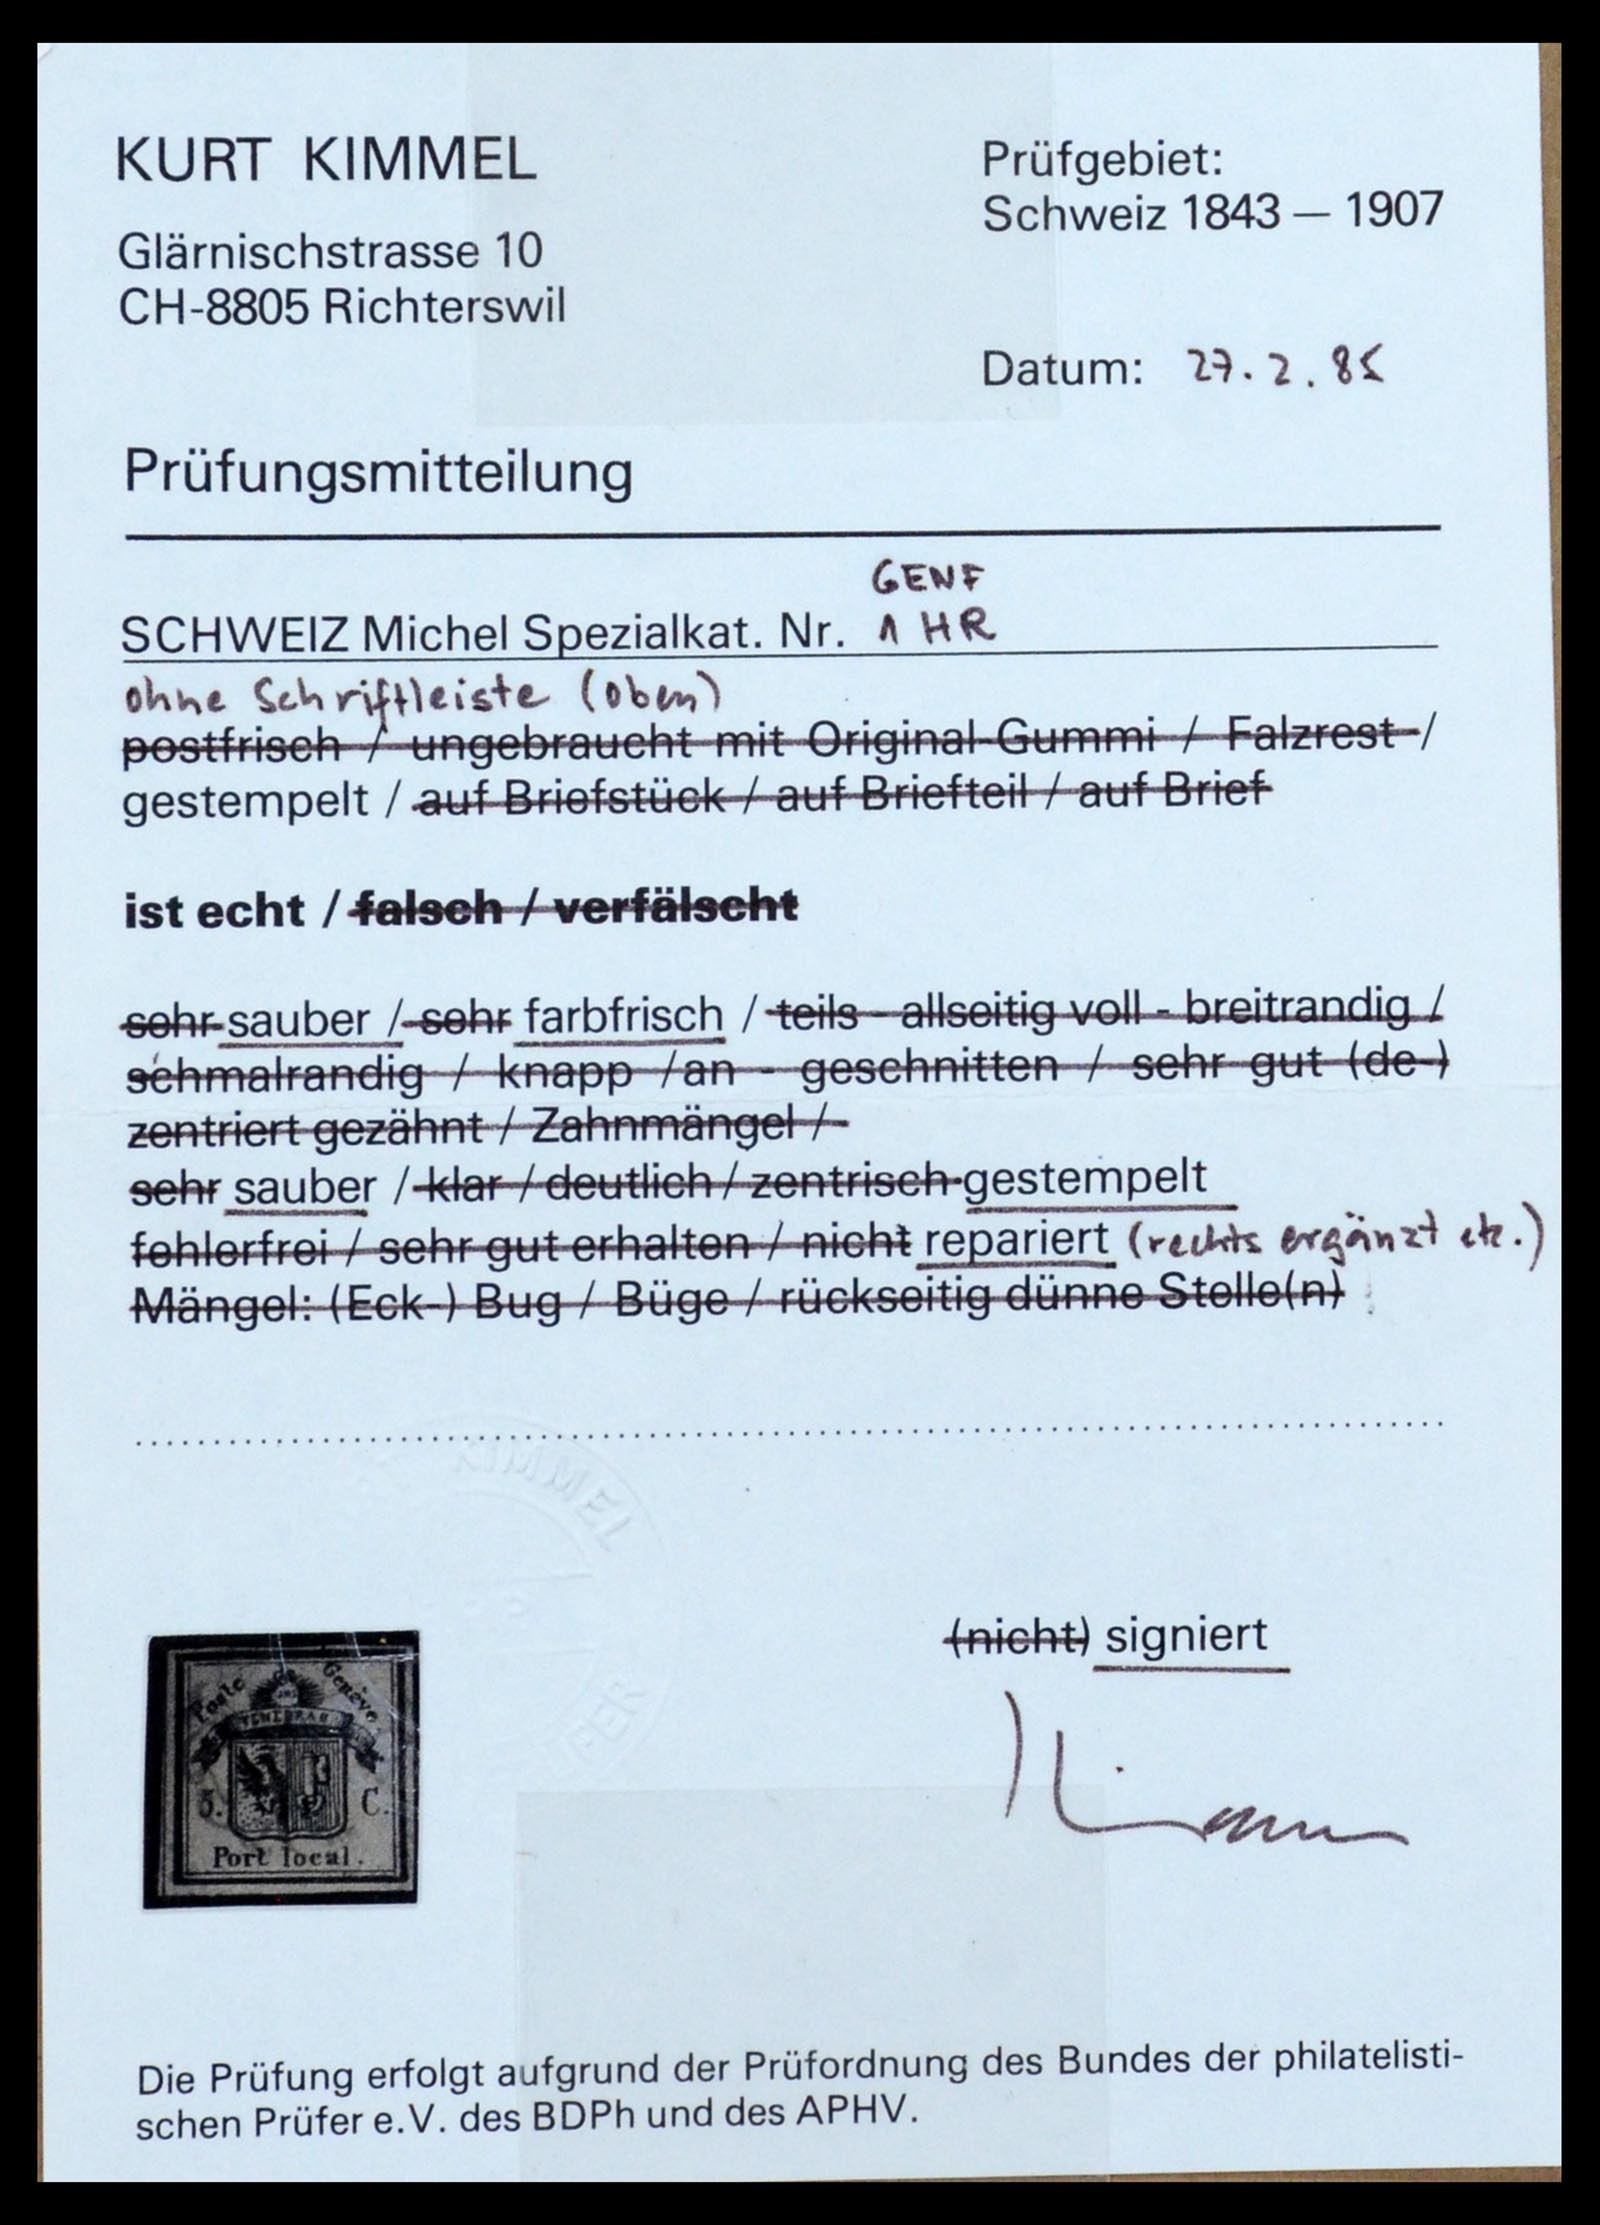 KURT KIMMEL
Glärnischstrasse 10
CH-8805 Richterswil
Prüfgebiet:
Schweiz 1843 — 1907
Datum: 27.2.85
Prüfungsmitteilung
GENF
SCHWEIZ Michel Spezialkat. Nr. 1 HR
ohne Schriftleiste (oben)
postfrisch / ungebraucht mit Original-Gummi / Falzrest /
gestempelt / auf Briefstück / auf Briefteil / auf Brief
ist echt / falsch / verfälscht
sehr sauber / sehr farbfrisch / teils - allseitig voll - breitrandig /
schmalrandig / knapp / an - geschnitten / sehr gut (de-)
zentriert gezähnt / Zahnmängel /
sehr sauber / klar / deutlich / zentrisch gestempelt
fehlerfrei / sehr gut erhalten / nicht repariert (rechts ergänzt etc.)
Mängel: (Eck-) Bug / Büge / rückseitig dünne Stelle(n)
KIMMEL
(nicht) signiert
Poste de Genève
TENEBRAS
5. C.
Port local.
Die Prüfung erfolgt aufgrund der Prüfordnung des Bundes der philatelisti-
schen Prüfer e.V. des BDPh und des APHV.